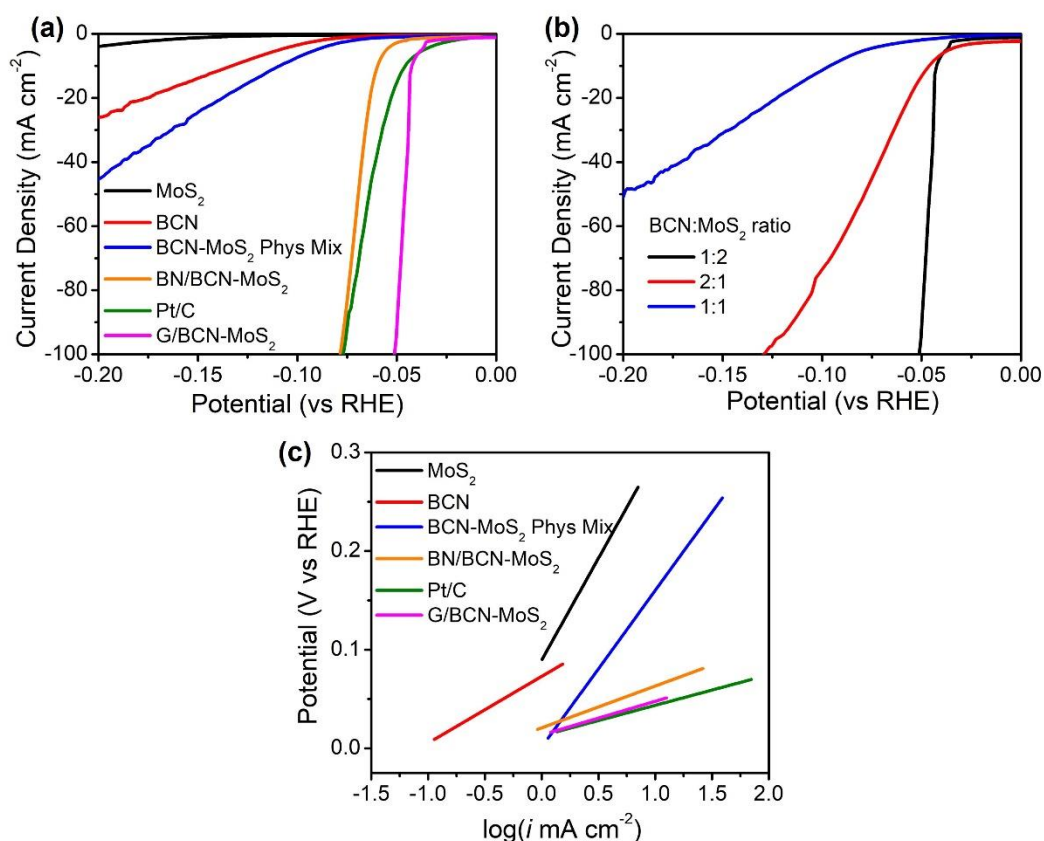 (a)
0
-20
-40
-60
-80
-100
Current Density (mA cm⁻²)
MoS₂
BCN
BCN-MoS₂ Phys Mix
BN/BCN-MoS₂
Pt/C
G/BCN-MoS₂
-0.20 -0.15 -0.10 -0.05 0.00
Potential (vs RHE)
(b)
0
-20
-40
-60
-80
-100
Current Density (mA cm⁻²)
BCN:MoS₂ ratio
1:2
2:1
1:1
-0.20 -0.15 -0.10 -0.05 0.00
Potential (vs RHE)
(c)
0.3
0.2
0.1
0.0
Potential (V vs RHE)
MoS₂
BCN
BCN-MoS₂ Phys Mix
BN/BCN-MoS₂
Pt/C
G/BCN-MoS₂
-1.5 -1.0 -0.5 0.0 0.5 1.0 1.5 2.0
log(i mA cm⁻²)